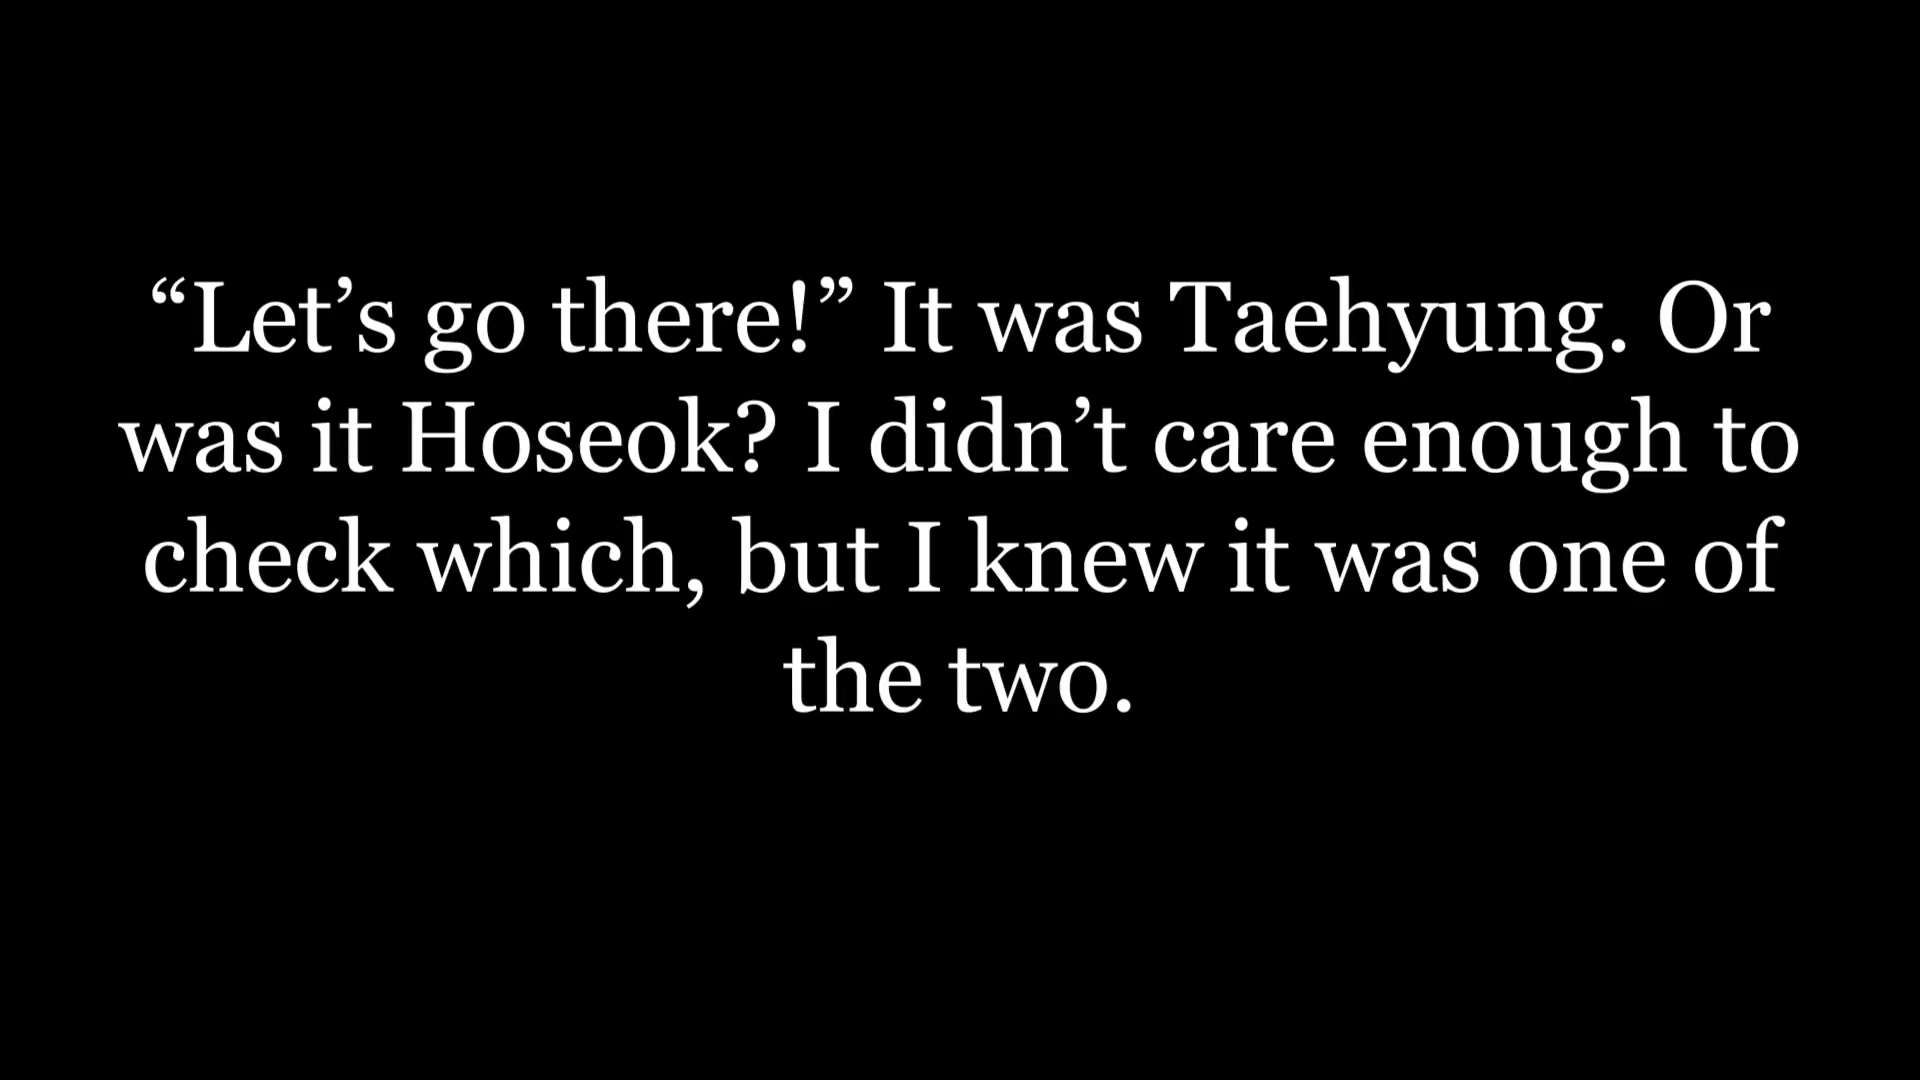 “Let’s go there!” It was Taehyung. Or
was it Hoseok? I didn’t care enough to
check which, but I knew it was one of
the two.